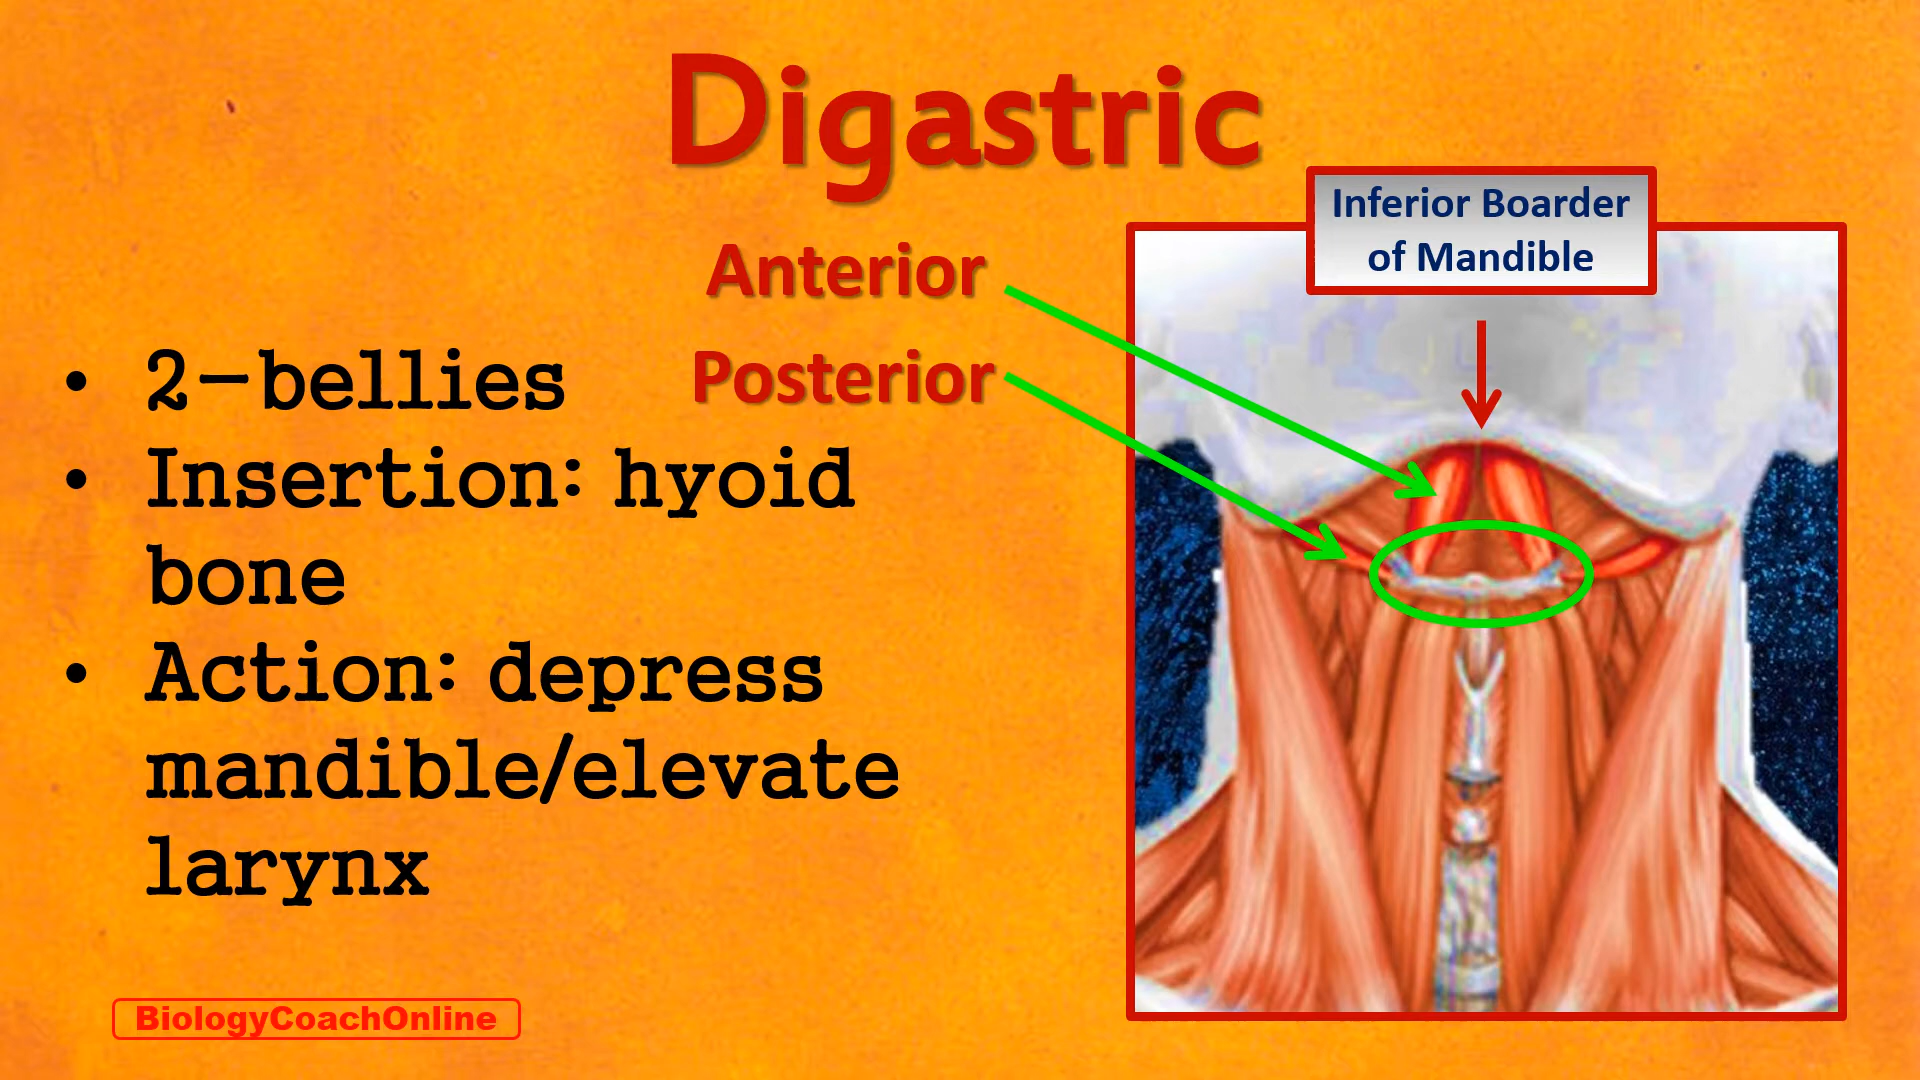 Digastric
Inferior Boarder
of Mandible
Anterior
Posterior
• 2-bellies
• Insertion: hyoid
bone
• Action: depress
mandible/elevate
larynx
BiologyCoachOnline